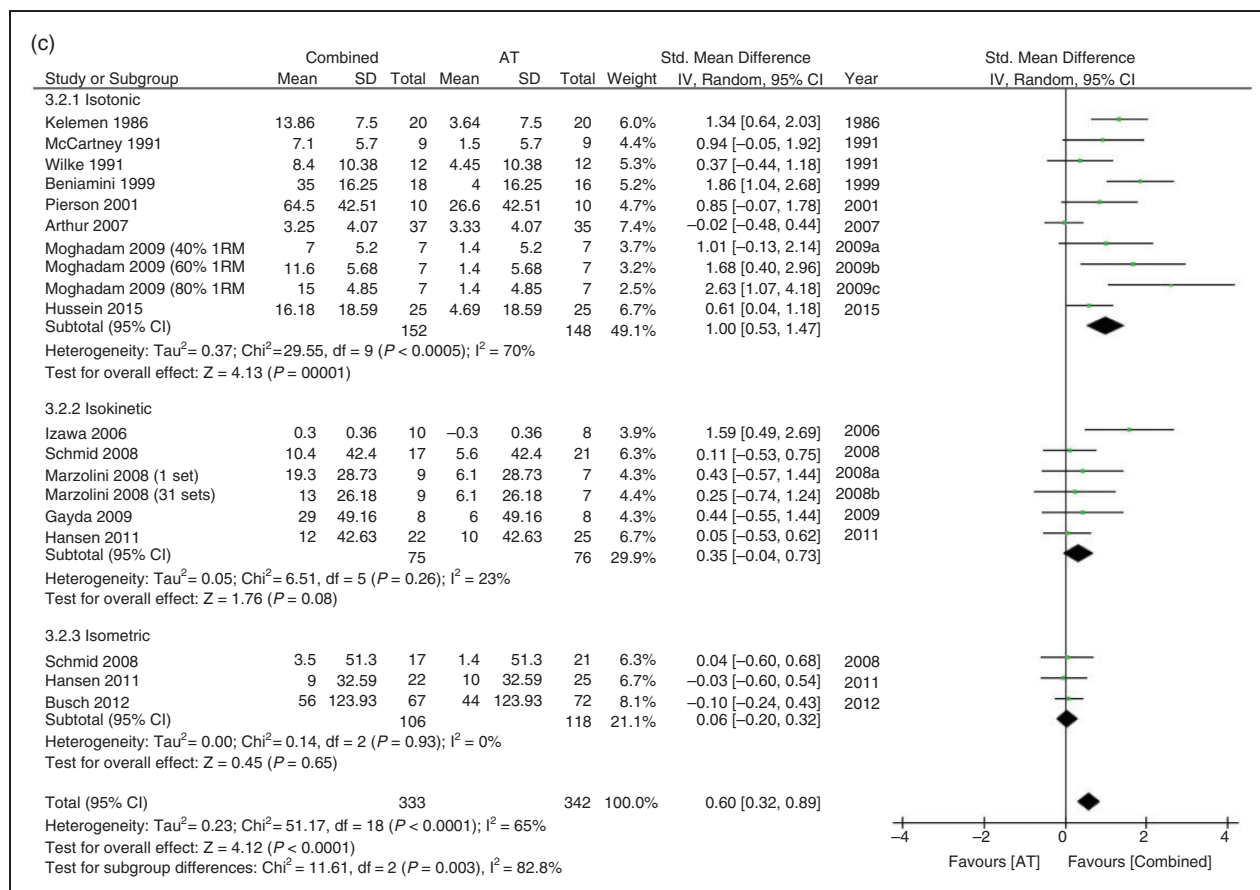 (c)
Combined AT Std. Mean Difference Std. Mean Difference
Study or Subgroup Mean SD Total Mean SD Total Weight IV, Random, 95% CI Year IV, Random, 95% CI
3.2.1 Isotonic
Kelemen 1986 13.86 7.5 20 3.64 7.5 20 6.0% 1.34 [0.64, 2.03] 1986
McCartney 1991 7.1 5.7 9 1.5 5.7 9 4.4% 0.94 [–0.05, 1.92] 1991
Wilke 1991 8.4 10.38 12 4.45 10.38 12 5.2% 0.37 [–0.44, 1.18] 1991
Beniamini 1999 35 16.25 18 4 16.25 16 5.2% 1.86 [1.04, 2.68] 1999
Pierson 2001 64.5 42.51 10 26.6 42.51 10 4.7% 0.85 [–0.07, 1.78] 2001
Arthur 2007 3.25 4.07 37 3.33 4.07 35 7.4% –0.02 [–0.48, 0.44] 2007
Moghadam 2009 (40% 1RM 7 5.2 7 1.4 5.2 7 3.7% 1.01 [–0.13, 2.14] 2009a
Moghadam 2009 (60% 1RM 11.6 5.68 7 1.4 5.68 7 3.2% 1.68 [0.40, 2.96] 2009b
Moghadam 2009 (80% 1RM 15 4.85 7 1.4 4.85 7 2.5% 2.63 [1.07, 4.18] 2009c
Hussein 2015 16.18 18.59 25 4.69 18.59 25 6.7% 0.61 [0.04, 1.18] 2015
Subtotal (95% CI) 152 148 49.1% 1.00 [0.53, 1.47]
Heterogeneity: Tau²= 0.37; Chi²=29.55, df = 9 (P < 0.0005); I² = 70%
Test for overall effect: Z = 4.13 (P = 00001)
3.2.2 Isokinetic
Izawa 2006 0.3 0.36 10 –0.3 0.36 8 3.9% 1.59 [0.49, 2.69] 2006
Schmid 2008 10.4 42.4 17 5.6 42.4 21 6.3% 0.11 [–0.53, 0.75] 2008
Marzolini 2008 (1 set) 19.3 28.73 9 6.1 28.73 7 4.3% 0.43 [–0.57, 1.44] 2008a
Marzolini 2008 (31 sets) 13 26.18 9 6.1 26.18 7 4.4% 0.25 [–0.74, 1.24] 2008b
Gayda 2009 29 49.16 8 6 49.16 8 4.3% 0.44 [–0.55, 1.44] 2009
Hansen 2011 12 42.63 22 10 42.63 25 6.7% 0.05 [–0.53, 0.62] 2011
Subtotal (95% CI) 75 76 29.9% 0.35 [–0.04, 0.73]
Heterogeneity: Tau²= 0.05; Chi²= 6.51, df = 5 (P = 0.26); I² = 23%
Test for overall effect: Z = 1.76 (P = 0.08)
3.2.3 Isometric
Schmid 2008 3.5 51.3 17 1.4 51.3 21 6.3% 0.04 [–0.60, 0.68] 2008
Hansen 2011 9 32.59 22 10 32.59 25 6.7% –0.03 [–0.60, 0.54] 2011
Busch 2012 56 123.93 67 44 123.93 72 8.1% –0.10 [–0.24, 0.43] 2012
Subtotal (95% CI) 106 118 21.1% 0.06 [–0.20, 0.32]
Heterogeneity: Tau²= 0.00; Chi²= 0.14, df = 2 (P = 0.93); I² = 0%
Test for overall effect: Z = 0.45 (P = 0.65)
Total (95% CI) 333 342 100.0% 0.60 [0.32, 0.89]
Heterogeneity: Tau²= 0.23; Chi²= 51.17, df = 18 (P < 0.0001); I² = 65%
Test for overall effect: Z = 4.12 (P < 0.0001)
Test for subgroup differences: Chi² = 11.61, df = 2 (P = 0.003), I² = 82.8%
–4 –2 0 2 4
Favours [AT] Favours [Combined]